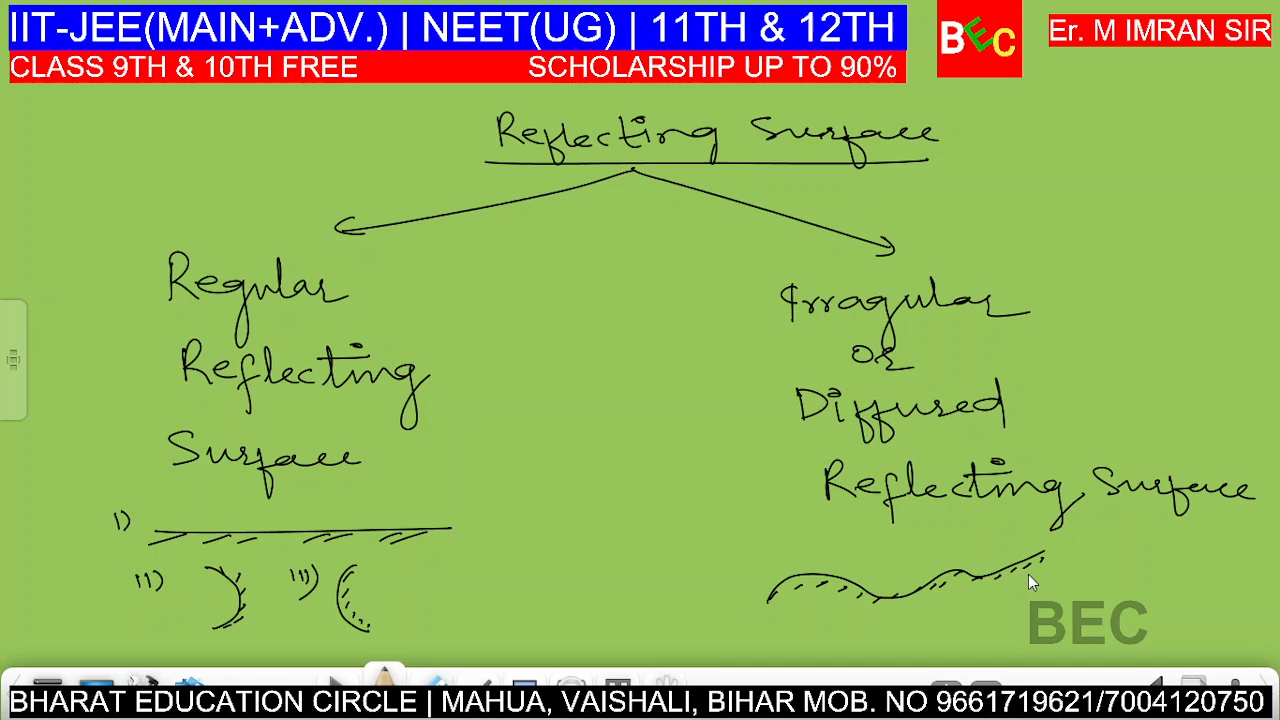 IIT-JEE(MAIN+ADV.) | NEET(UG) | 11TH & 12TH
CLASS 9TH & 10TH FREE SCHOLARSHIP UP TO 90%
BEC
Er. M IMRAN SIR
Reflecting Surface
Regular
Reflecting
Surface
Irragular
or
Diffused
Reflecting Surface
i)
ii) iii)
BEC
BHARAT EDUCATION CIRCLE | MAHUA, VAISHALI, BIHAR MOB. NO 9661719621/7004120750